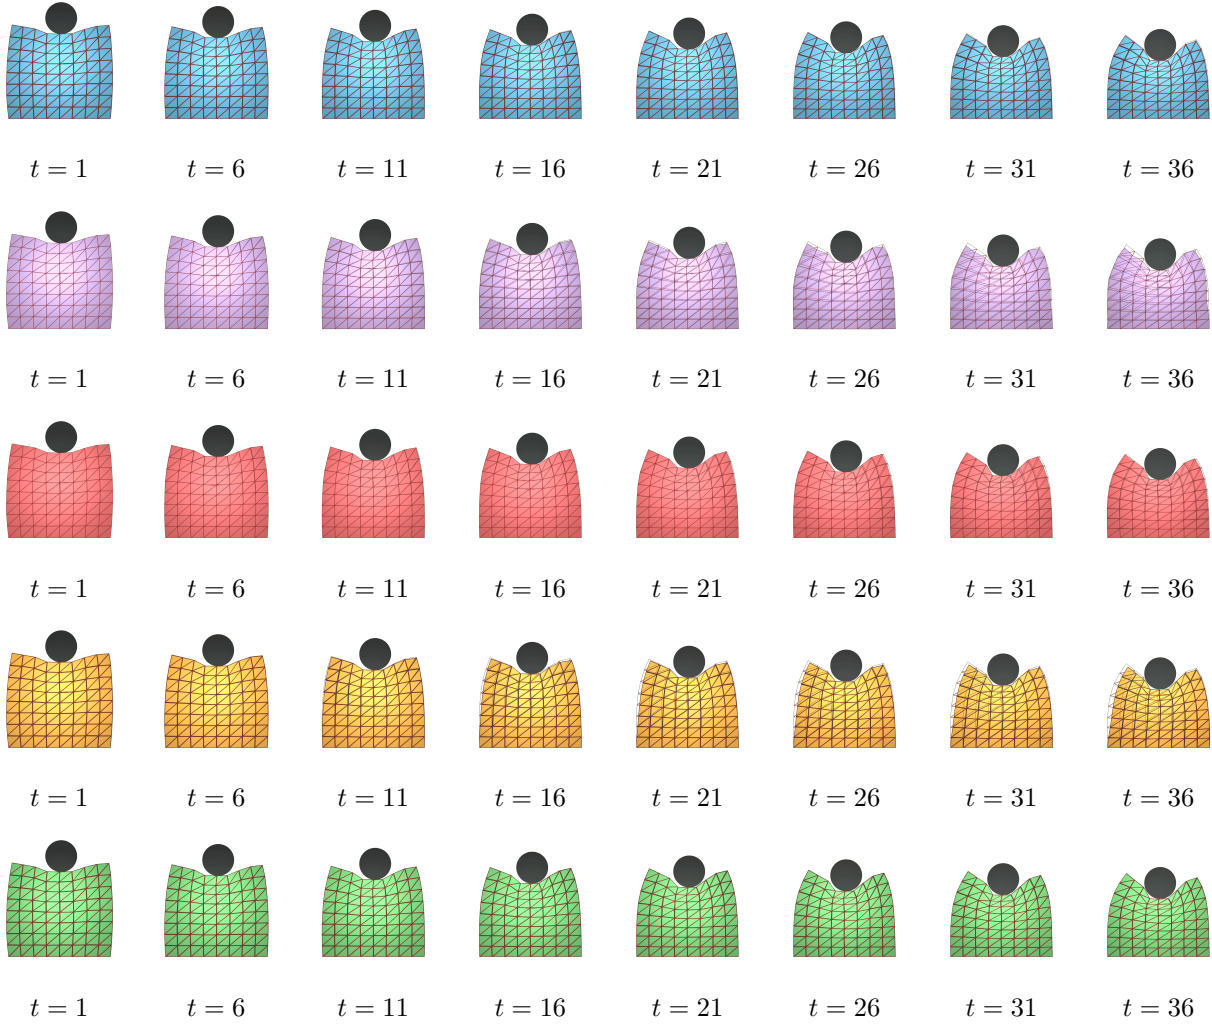 t = 1 t = 6 t = 11 t = 16 t = 21 t = 26 t = 31 t = 36
t = 1 t = 6 t = 11 t = 16 t = 21 t = 26 t = 31 t = 36
t = 1 t = 6 t = 11 t = 16 t = 21 t = 26 t = 31 t = 36
t = 1 t = 6 t = 11 t = 16 t = 21 t = 26 t = 31 t = 36
t = 1 t = 6 t = 11 t = 16 t = 21 t = 26 t = 31 t = 36